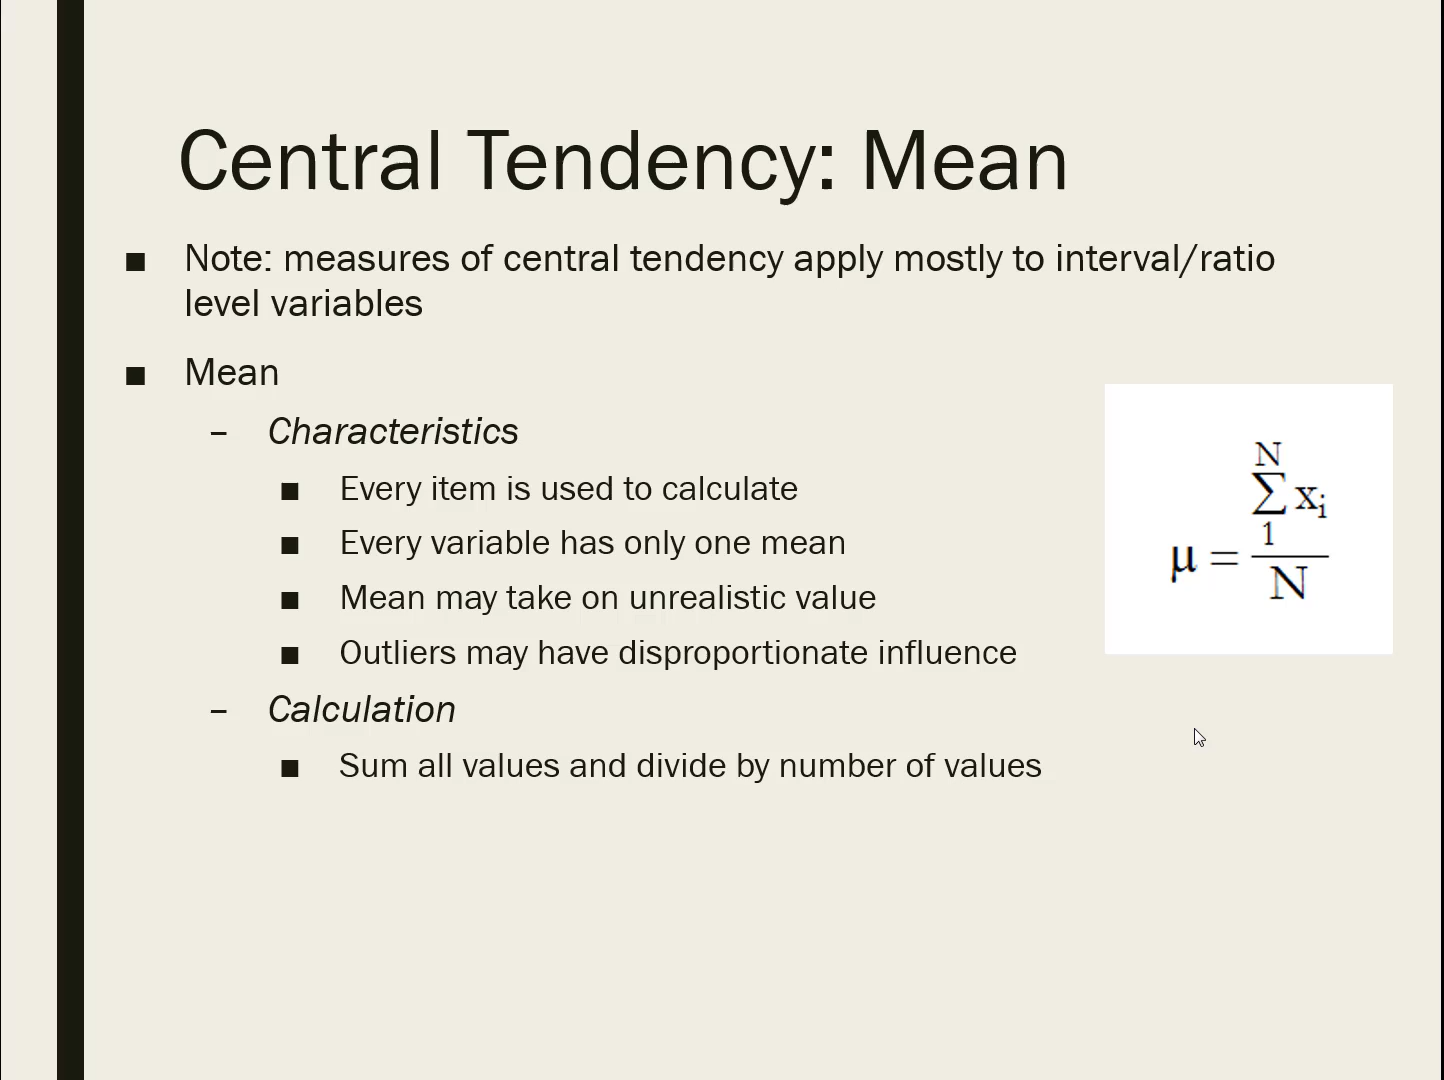 Central Tendency: Mean
■ Note: measures of central tendency apply mostly to interval/ratio
level variables
■ Mean
– Characteristics
■ Every item is used to calculate
■ Every variable has only one mean
■ Mean may take on unrealistic value
■ Outliers may have disproportionate influence
– Calculation
■ Sum all values and divide by number of values
N
∑ xᵢ
1
μ =
N